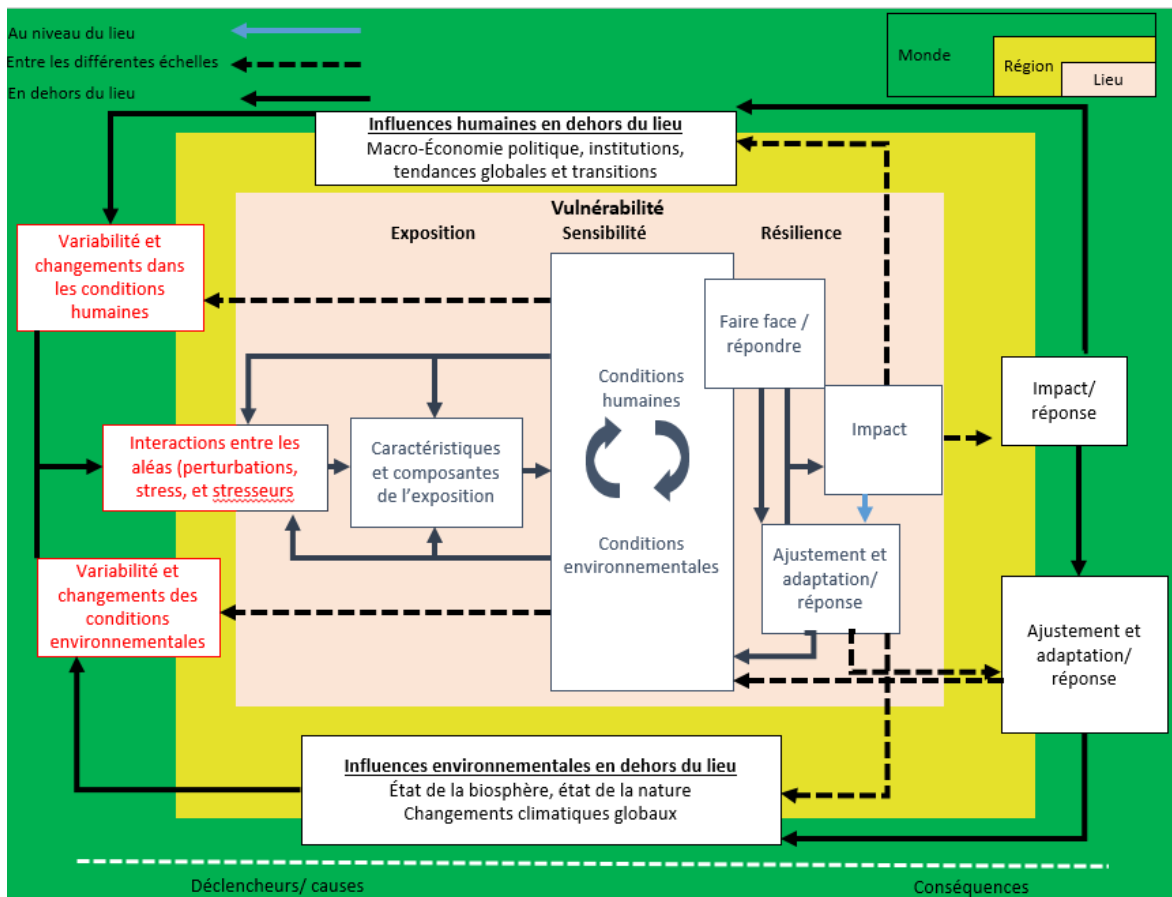 Au niveau du lieu
Entre les différentes échelles
En dehors du lieu
Monde
Région
Lieu
Influences humaines en dehors du lieu
Macro-Économie politique, institutions,
tendances globales et transitions
Vulnérabilité
Exposition
Sensibilité
Résilience
Variabilité et
changements dans
les conditions
humaines
Faire face /
répondre
Conditions
humaines
Impact
Impact/
réponse
Interactions entre les
aléas (perturbations,
stress, et stresseurs
Caractéristiques
et composantes
de l’exposition
Conditions
environnementales
Ajustement et
adaptation/
réponse
Variabilité et
changements des
conditions
environnementales
Ajustement et
adaptation/
réponse
Influences environnementales en dehors du lieu
État de la biosphère, état de la nature
Changements climatiques globaux
Déclencheurs/ causes
Conséquences